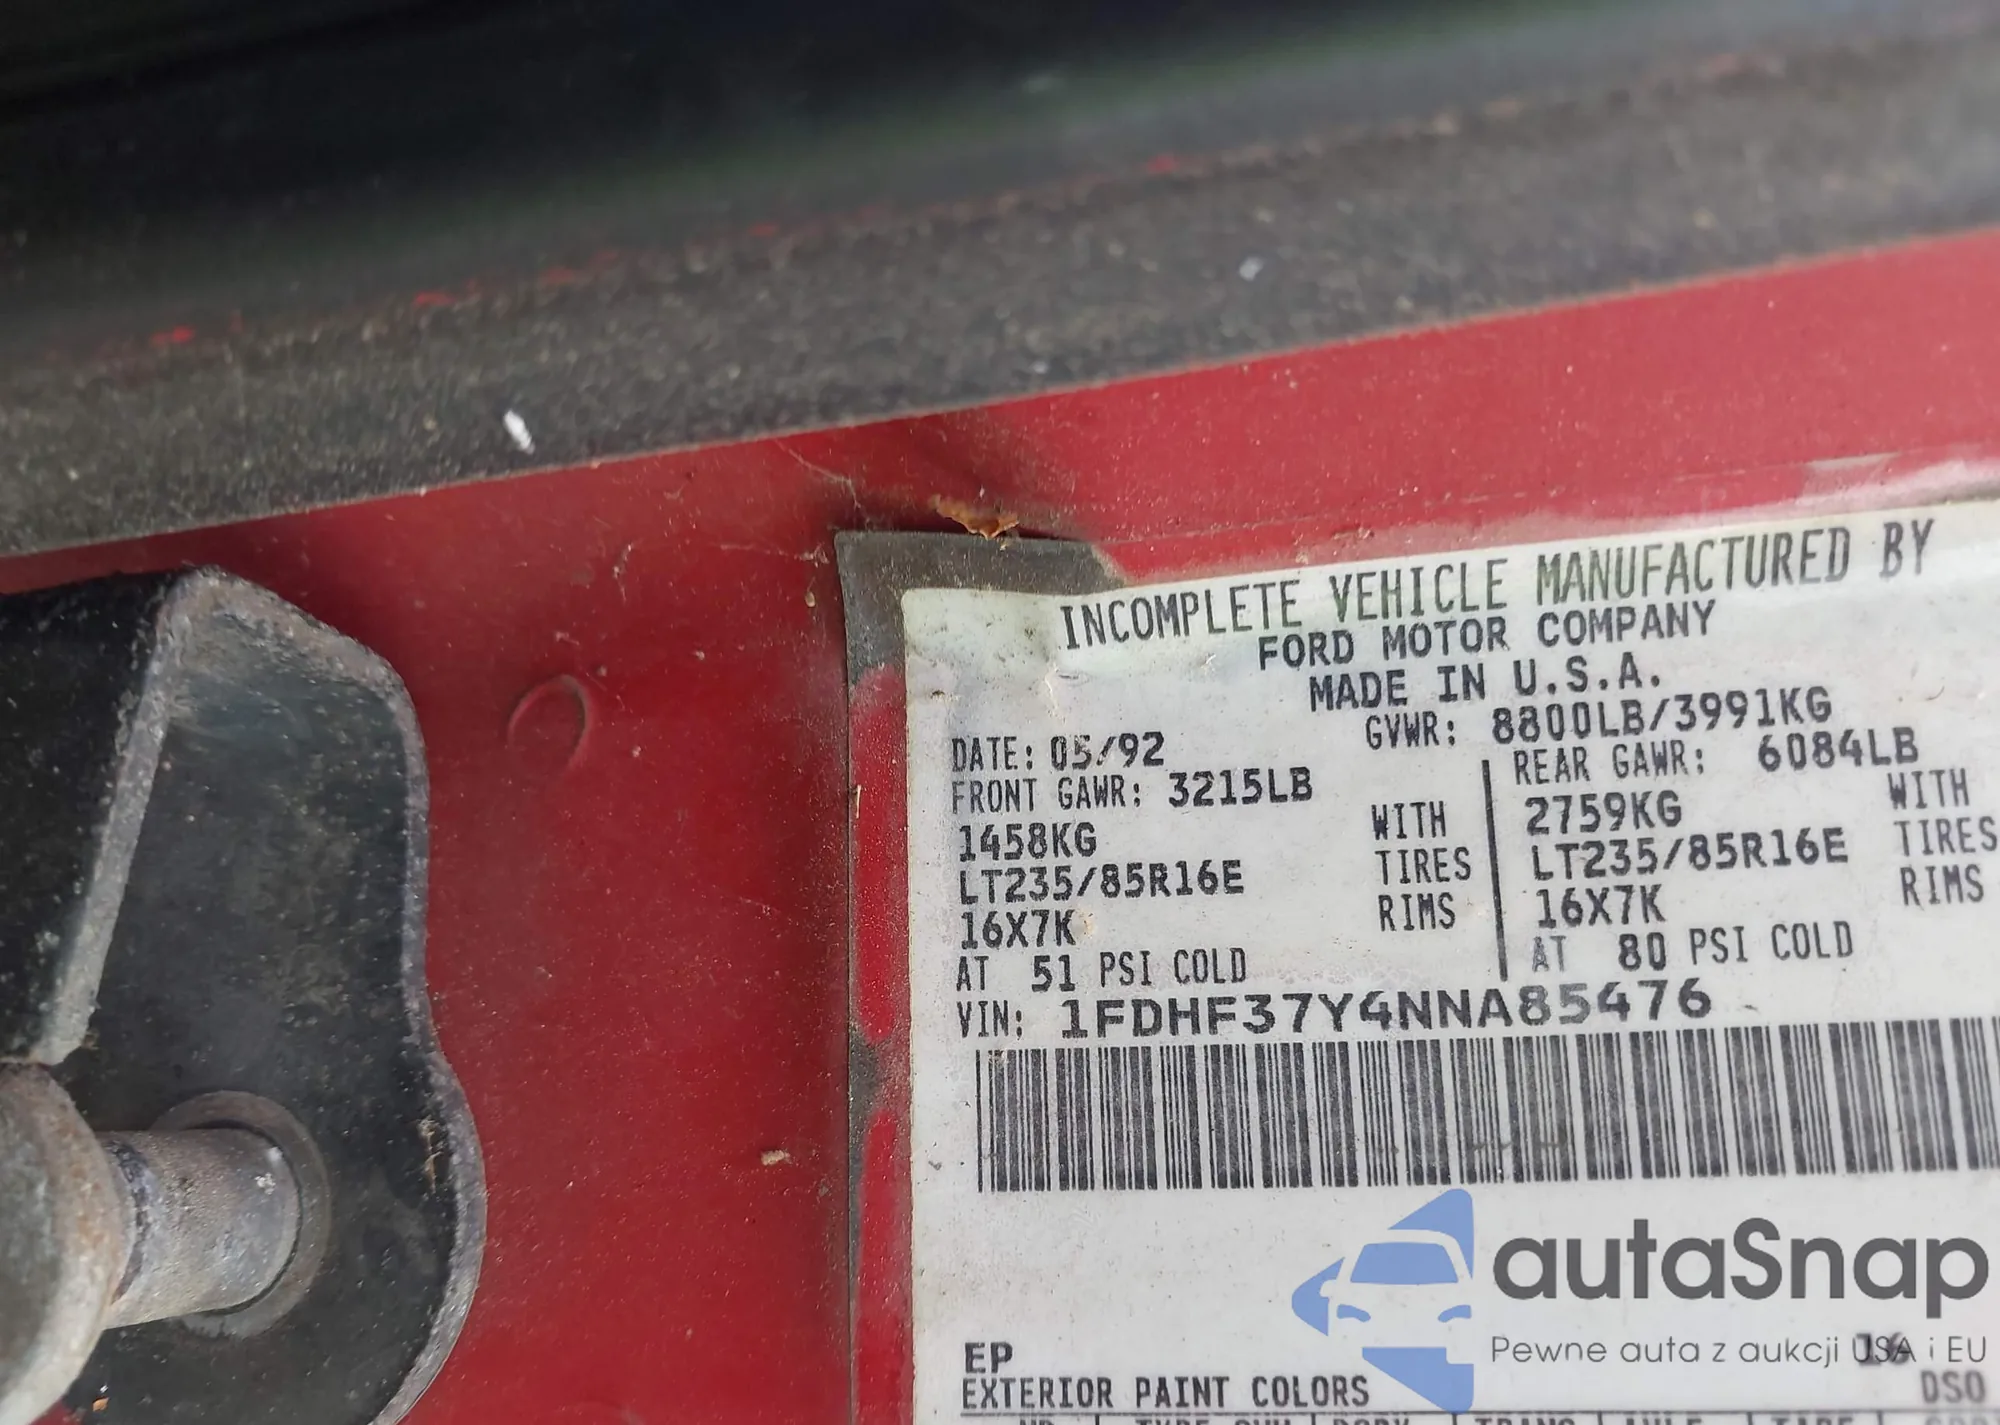 INCOMPLETE VEHICLE MANUFACTURED BY
FORD MOTOR COMPANY
MADE IN U.S.A.
DATE: 05/92 GVWR: 8800LB/3991KG
FRONT GAWR: 3215LB REAR GAWR: 6084LB
1458KG WITH 2759KG WITH
LT235/85R16E TIRES LT235/85R16E TIRES
16X7K RIMS 16X7K RIMS
AT 51 PSI COLD AT 80 PSI COLD
VIN: 1FDHF37Y4NNA85476
autaSnap
Pewne auta z aukcji USA i EU
EP
EXTERIOR PAINT COLORS DSO